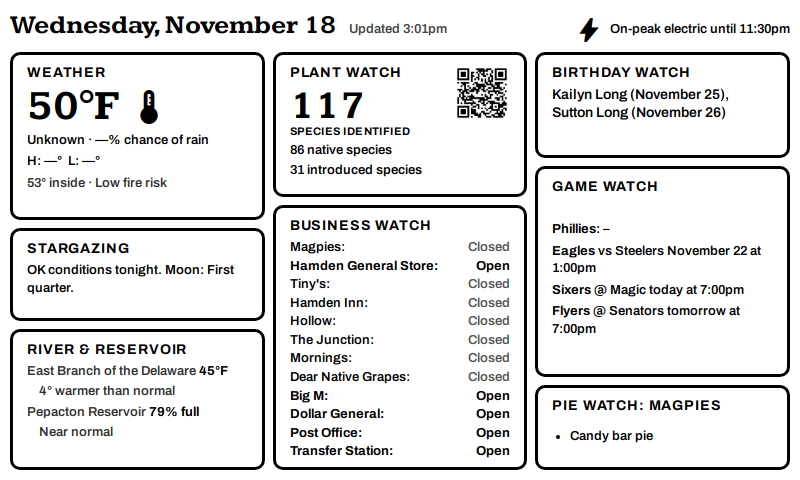 Wednesday, November 18 Updated 3:01pm
On-peak electric until 11:30pm
WEATHER
50°F
Unknown · —% chance of rain
H: —° L: —°
53° inside · Low fire risk
STARGAZING
OK conditions tonight. Moon: First
quarter.
RIVER & RESERVOIR
East Branch of the Delaware 45°F
4° warmer than normal
Pepacton Reservoir 79% full
Near normal
PLANT WATCH
117
SPECIES IDENTIFIED
86 native species
31 introduced species
BUSINESS WATCH
Magpies: Closed
Hamden General Store: Open
Tiny's: Closed
Hamden Inn: Closed
Hollow: Closed
The Junction: Closed
Mornings: Closed
Dear Native Grapes: Closed
Big M: Open
Dollar General: Open
Post Office: Open
Transfer Station: Open
BIRTHDAY WATCH
Kailyn Long (November 25),
Sutton Long (November 26)
GAME WATCH
Phillies: –
Eagles vs Steelers November 22 at
1:00pm
Sixers @ Magic today at 7:00pm
Flyers @ Senators tomorrow at
7:00pm
PIE WATCH: MAGPIES
• Candy bar pie